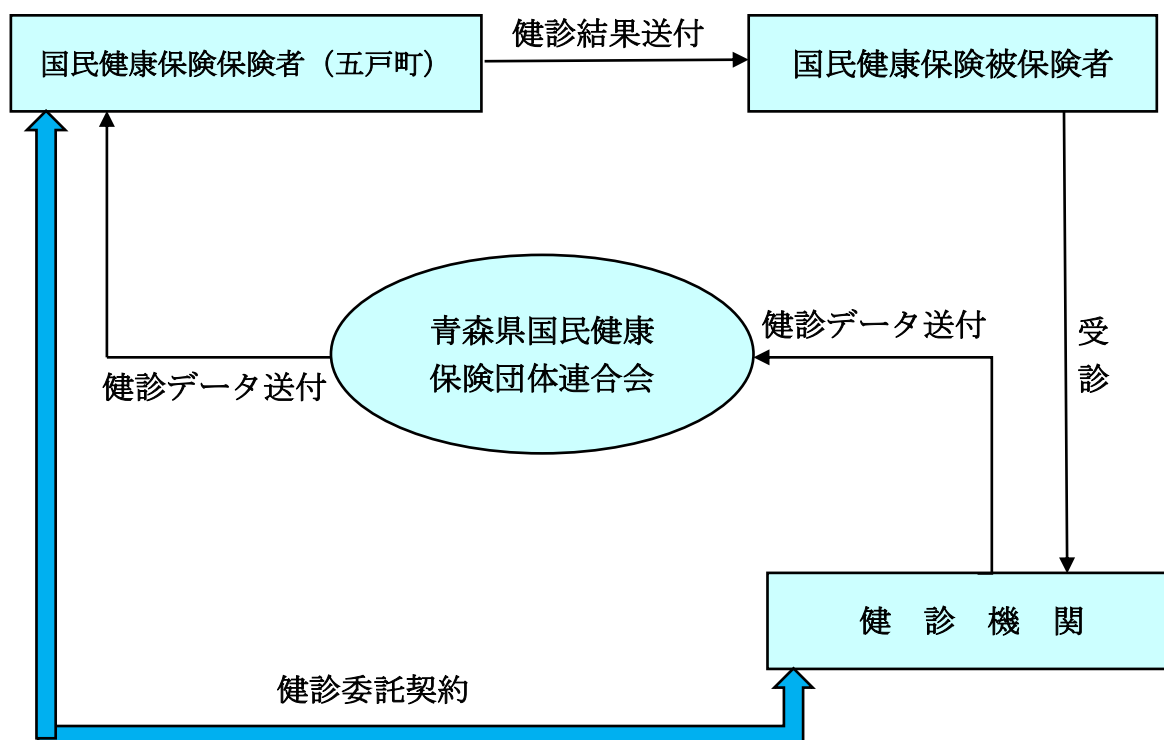 健診結果送付
国民健康保険保険者（五戸町）
国民健康保険被保険者
青森県国民健康
保険団体連合会
健診データ送付
健診データ送付
受
診
健　診　機　関
健診委託契約